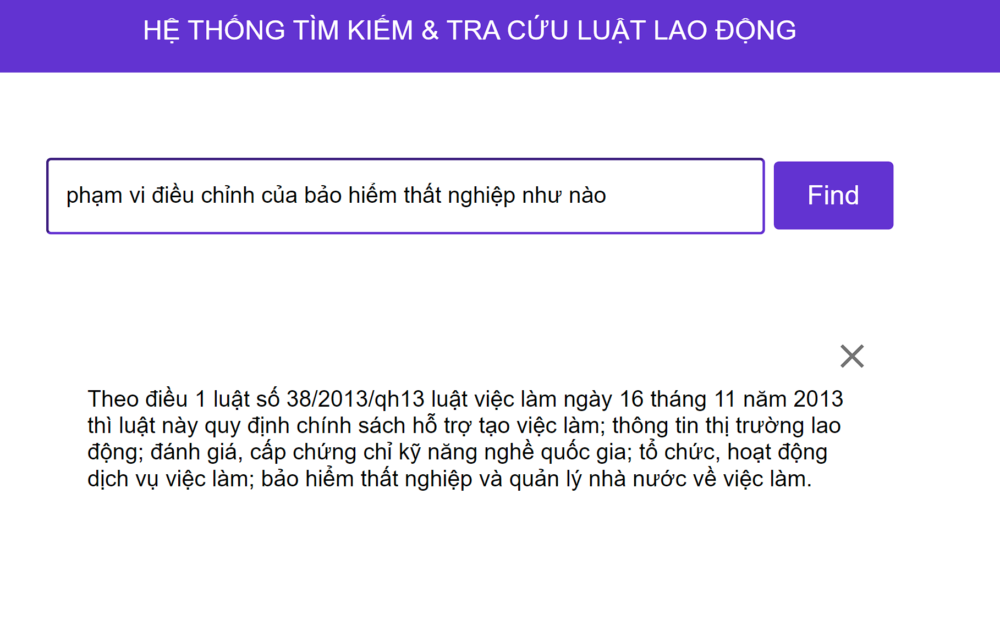 HỆ THỐNG TÌM KIẾM & TRA CỨU LUẬT LAO ĐỘNG
phạm vi điều chỉnh của bảo hiểm thất nghiệp như nào
Find
Theo điều 1 luật số 38/2013/qh13 luật việc làm ngày 16 tháng 11 năm 2013
thì luật này quy định chính sách hỗ trợ tạo việc làm; thông tin thị trường lao
động; đánh giá, cấp chứng chỉ kỹ năng nghề quốc gia; tổ chức, hoạt động
dịch vụ việc làm; bảo hiểm thất nghiệp và quản lý nhà nước về việc làm.